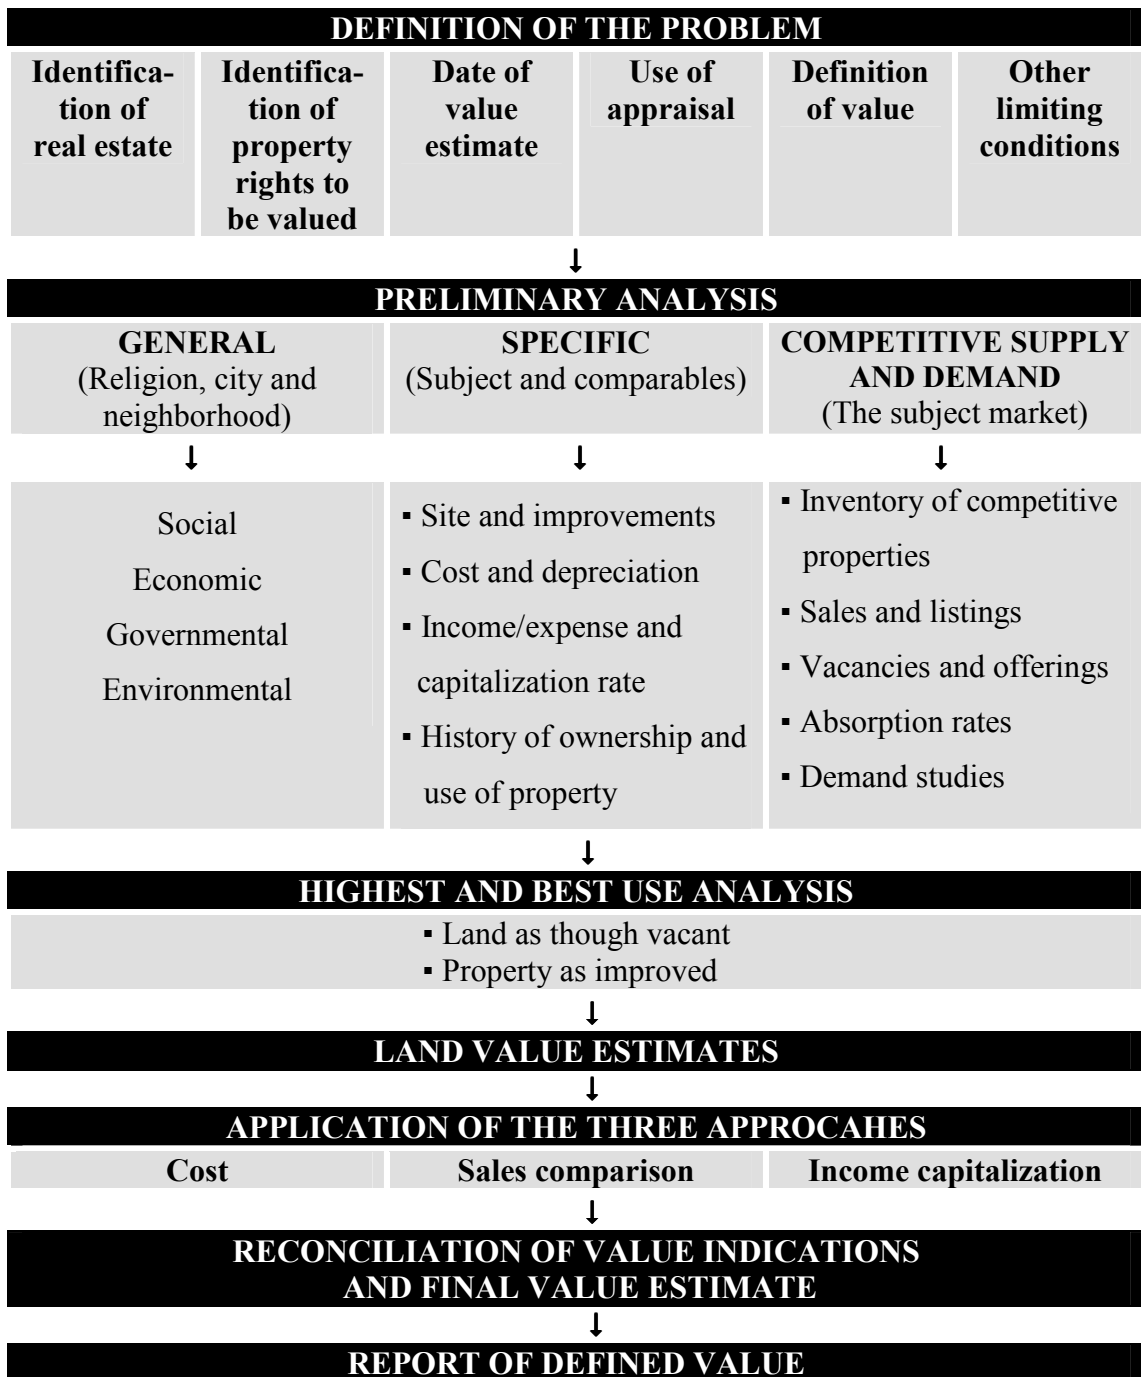 DEFINITION OF THE PROBLEM
Identifica-
tion of
real estate
Identifica-
tion of
property
rights to
be valued
Date of
value
estimate
Use of
appraisal
Definition
of value
Other
limiting
conditions
↓
PRELIMINARY ANALYSIS
GENERAL
(Religion, city and
neighborhood)
SPECIFIC
(Subject and comparables)
COMPETITIVE SUPPLY
AND DEMAND
(The subject market)
↓
↓
↓
Social
Economic
Governmental
Environmental
▪ Site and improvements
▪ Cost and depreciation
▪ Income/expense and
capitalization rate
▪ History of ownership and
use of property
▪ Inventory of competitive
properties
▪ Sales and listings
▪ Vacancies and offerings
▪ Absorption rates
▪ Demand studies
↓
HIGHEST AND BEST USE ANALYSIS
▪ Land as though vacant
▪ Property as improved
↓
LAND VALUE ESTIMATES
↓
APPLICATION OF THE THREE APPROCAHES
Cost
Sales comparison
Income capitalization
↓
RECONCILIATION OF VALUE INDICATIONS
AND FINAL VALUE ESTIMATE
↓
REPORT OF DEFINED VALUE